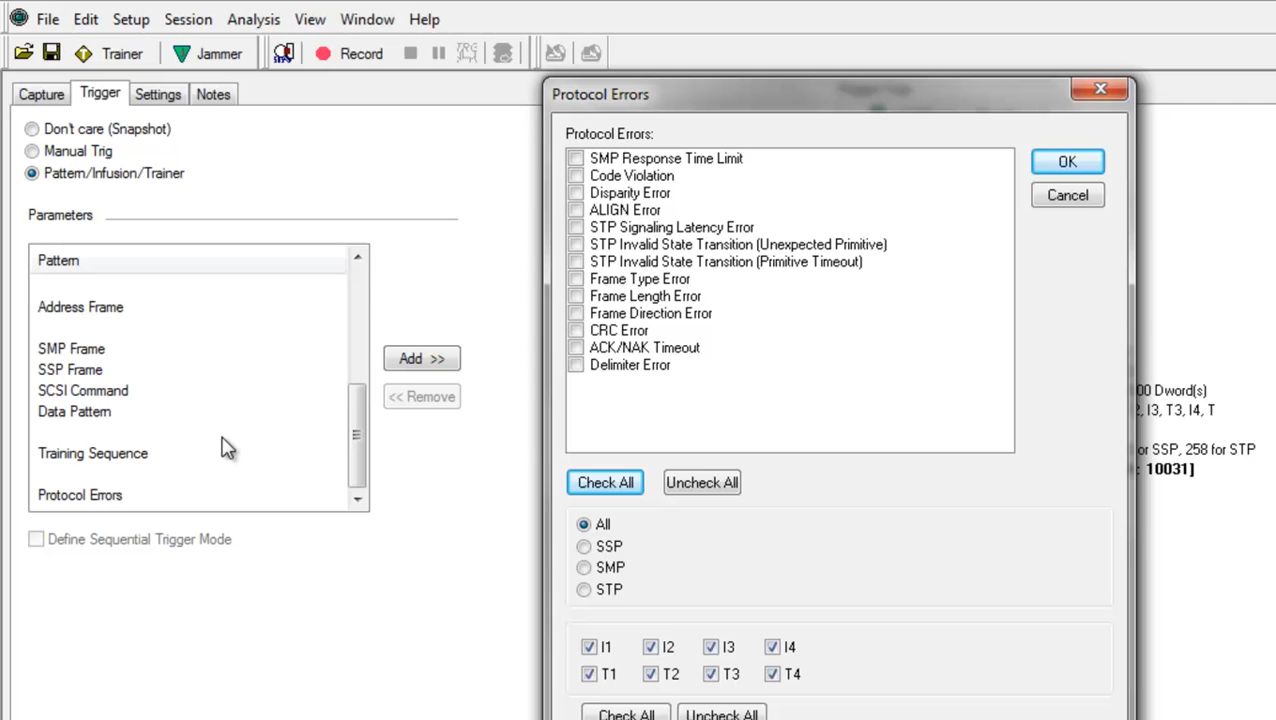 File Edit Setup Session Analysis View Window Help
Trainer Jammer Record
Capture Trigger Settings Notes
Don't care (Snapshot)
Manual Trig
Pattern/Infusion/Trainer
Parameters
Pattern
Address Frame
SMP Frame
SSP Frame
SCSI Command
Data Pattern
Training Sequence
Protocol Errors
Add >>
<< Remove
Define Sequential Trigger Mode
Protocol Errors
Protocol Errors:
SMP Response Time Limit
Code Violation
Disparity Error
ALIGN Error
STP Signaling Latency Error
STP Invalid State Transition (Unexpected Primitive)
STP Invalid State Transition (Primitive Timeout)
Frame Type Error
Frame Length Error
Frame Direction Error
CRC Error
ACK/NAK Timeout
Delimiter Error
OK
Cancel
Check All Uncheck All
All
SSP
SMP
STP
I1 I2 I3 I4
T1 T2 T3 T4
Check All Uncheck All
00 Dword(s)
, I3, T3, I4, T
or SSP, 258 for STP
: 10031]